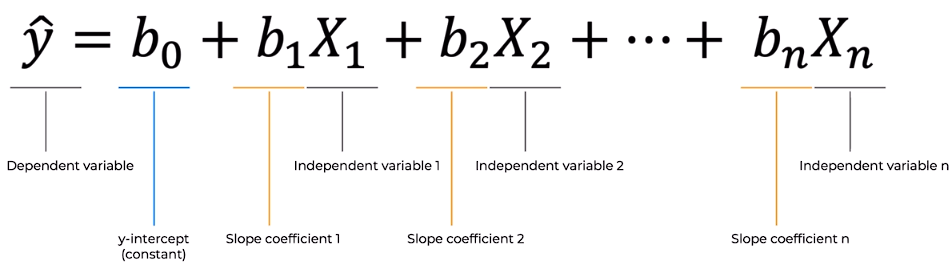 ŷ = b₀ + b₁X₁ + b₂X₂ + ⋯ + bₙXₙ
Dependent variable
Independent variable 1
Independent variable 2
Independent variable n
y-intercept
(constant)
Slope coefficient 1
Slope coefficient 2
Slope coefficient n